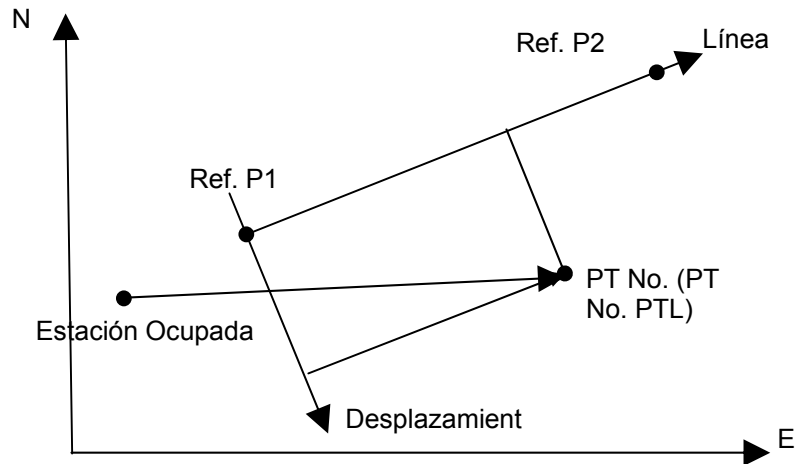 N
Ref. P2
Línea
Ref. P1
PT No. (PT
No. PTL)
Estación Ocupada
Desplazamient
E